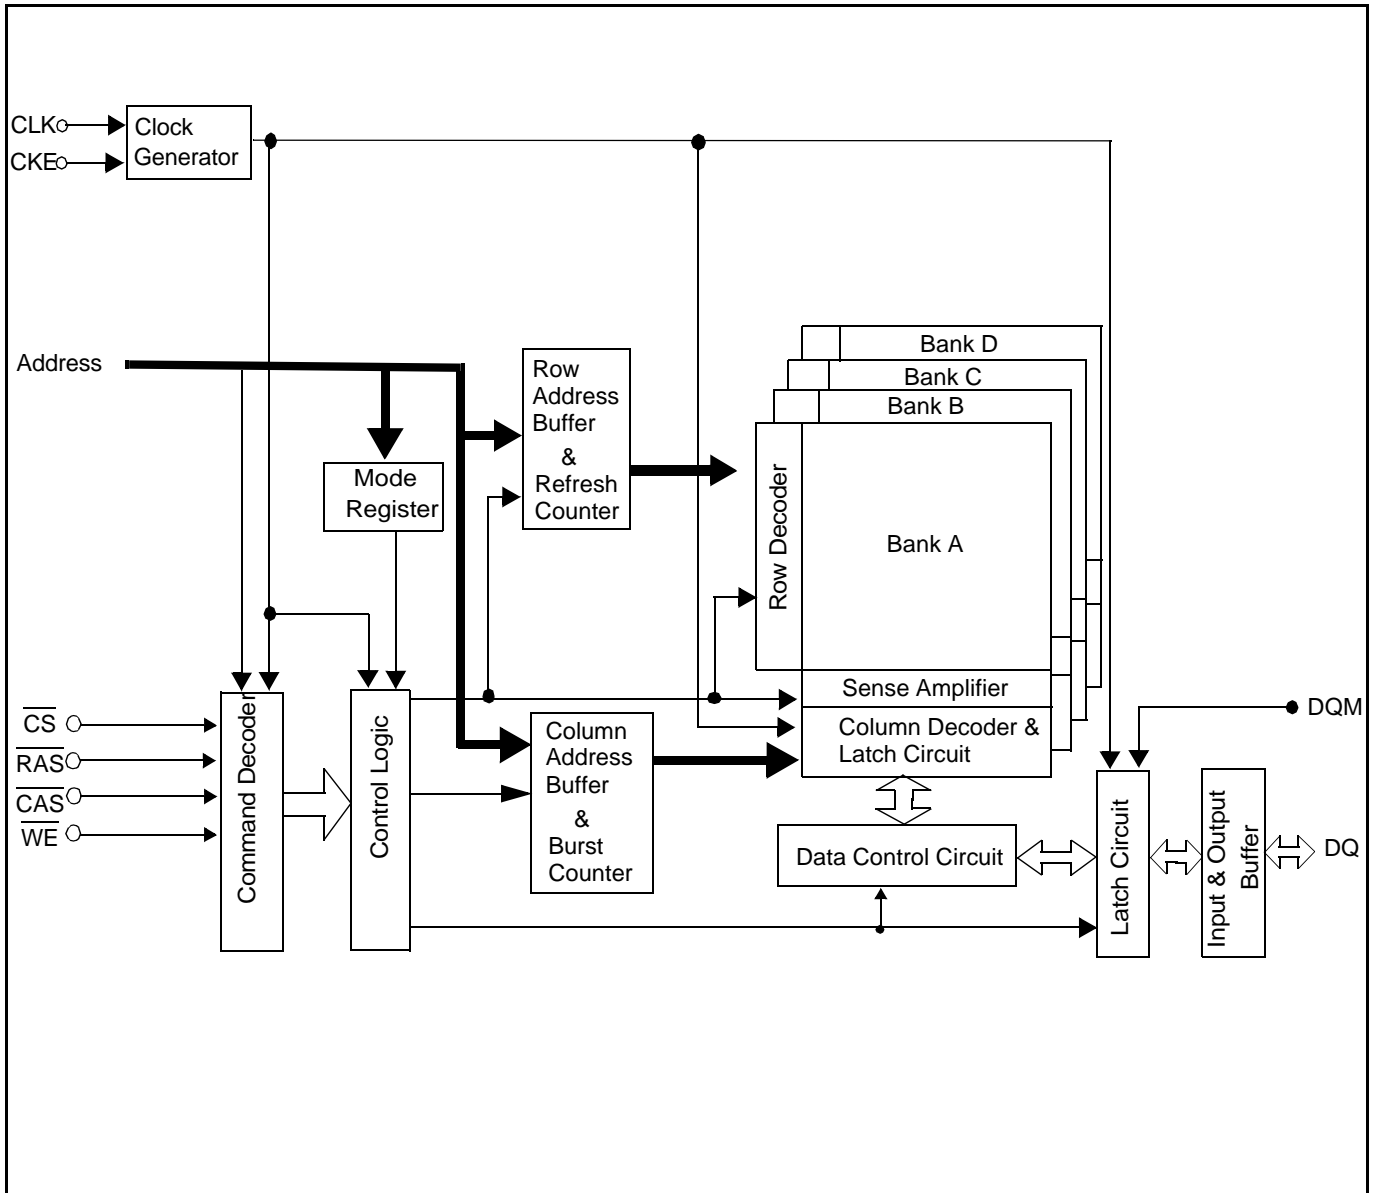 CLK
CKE
Clock
Generator
Address
Row
Address
Buffer
&
Refresh
Counter
Mode
Register
Bank D
Bank C
Bank B
Bank A
Row Decoder
Sense Amplifier
Column Decoder &
Latch Circuit
CS
RAS
CAS
WE
Command Decoder
Control Logic
Column
Address
Buffer
&
Burst
Counter
Data Control Circuit
Latch Circuit
Input & Output
Buffer
DQM
DQ